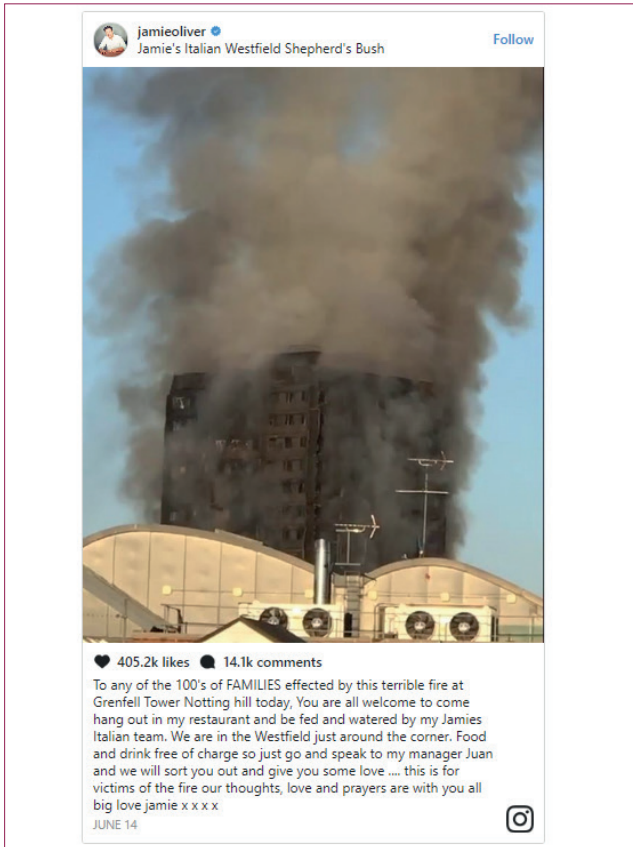 jamieoliver
Jamie's Italian Westfield Shepherd's Bush
Follow
405.2k likes 14.1k comments
To any of the 100's of FAMILIES effected by this terrible fire at
Grenfell Tower Notting hill today, You are all welcome to come
hang out in my restaurant and be fed and watered by my Jamies
Italian team. We are in the Westfield just around the corner. Food
and drink free of charge so just go and speak to my manager Juan
and we will sort you out and give you some love .... this is for
victims of the fire our thoughts, love and prayers are with you all
big love jamie x x x x
JUNE 14